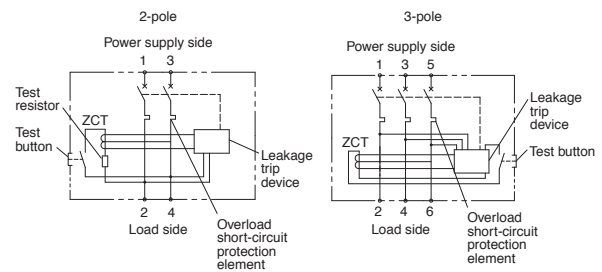 2-pole
Power supply side
1 3
Test
resistor
ZCT
Test
button
Leakage
trip
device
2 4
Load side
Overload
short-circuit
protection
element
3-pole
Power supply side
1 3 5
Leakage
trip
device
ZCT
Test button
2 4 6
Load side
Overload
short-circuit
protection
element